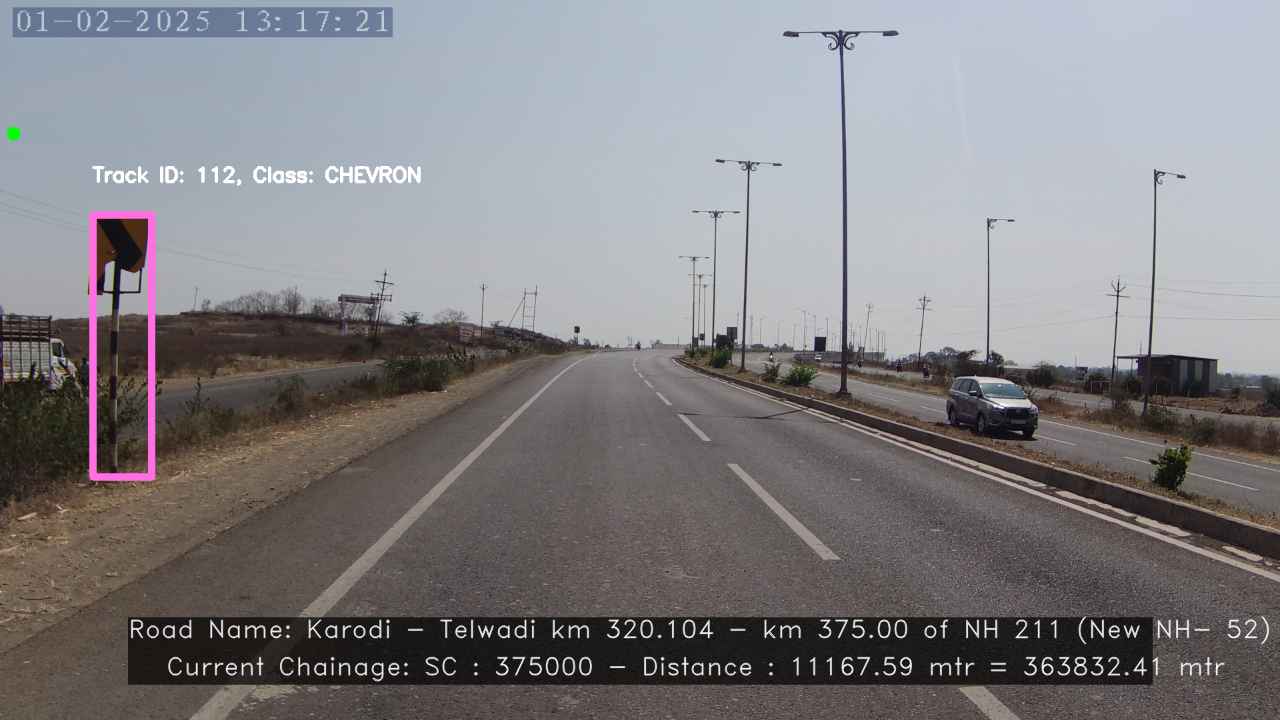 01-02-2025 13:17:21
Track ID: 112, Class: CHEVRON
Road Name: Karodi - Telwadi km 320.104 - km 375.00 of NH 211 (New NH- 52)
Current Chainage: SC : 375000 - Distance : 11167.59 mtr = 363832.41 mtr